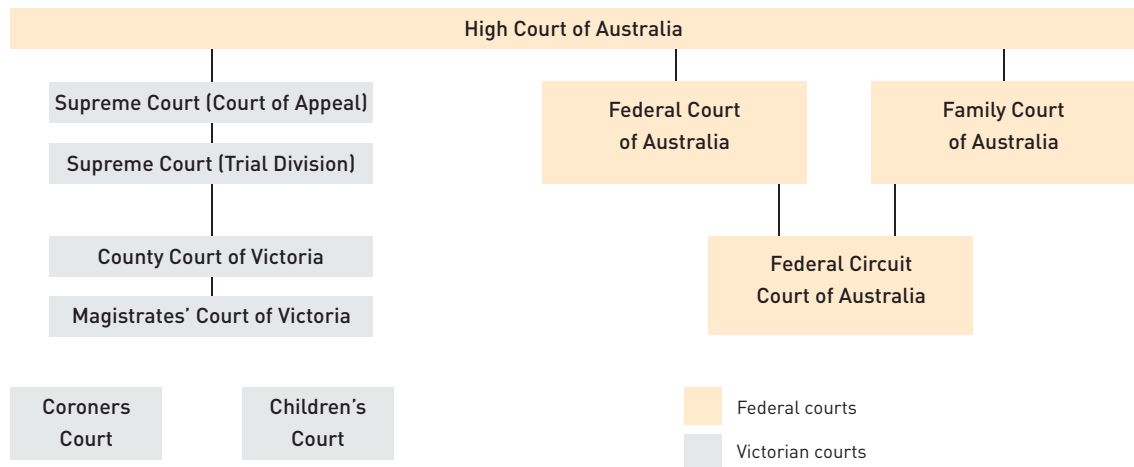 High Court of Australia
Supreme Court (Court of Appeal)
Supreme Court (Trial Division)
County Court of Victoria
Magistrates’ Court of Victoria
Federal Court
of Australia
Family Court
of Australia
Federal Circuit
Court of Australia
Coroners
Court
Children’s
Court
Federal courts
Victorian courts